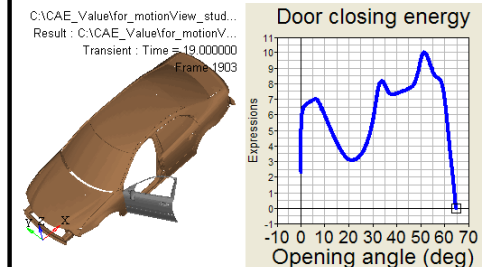 C:\CAE_Value\for_motionView_stud...
Result : C:\CAE_Value\for_motionV...
Transient : Time = 19.000000
Frame 1903
Y Z X
Door closing energy
Expressions
11
10
9
8
7
6
5
4
3
2
1
0
-1
-10 0 10 20 30 40 50 60 70
Opening angle (deg)